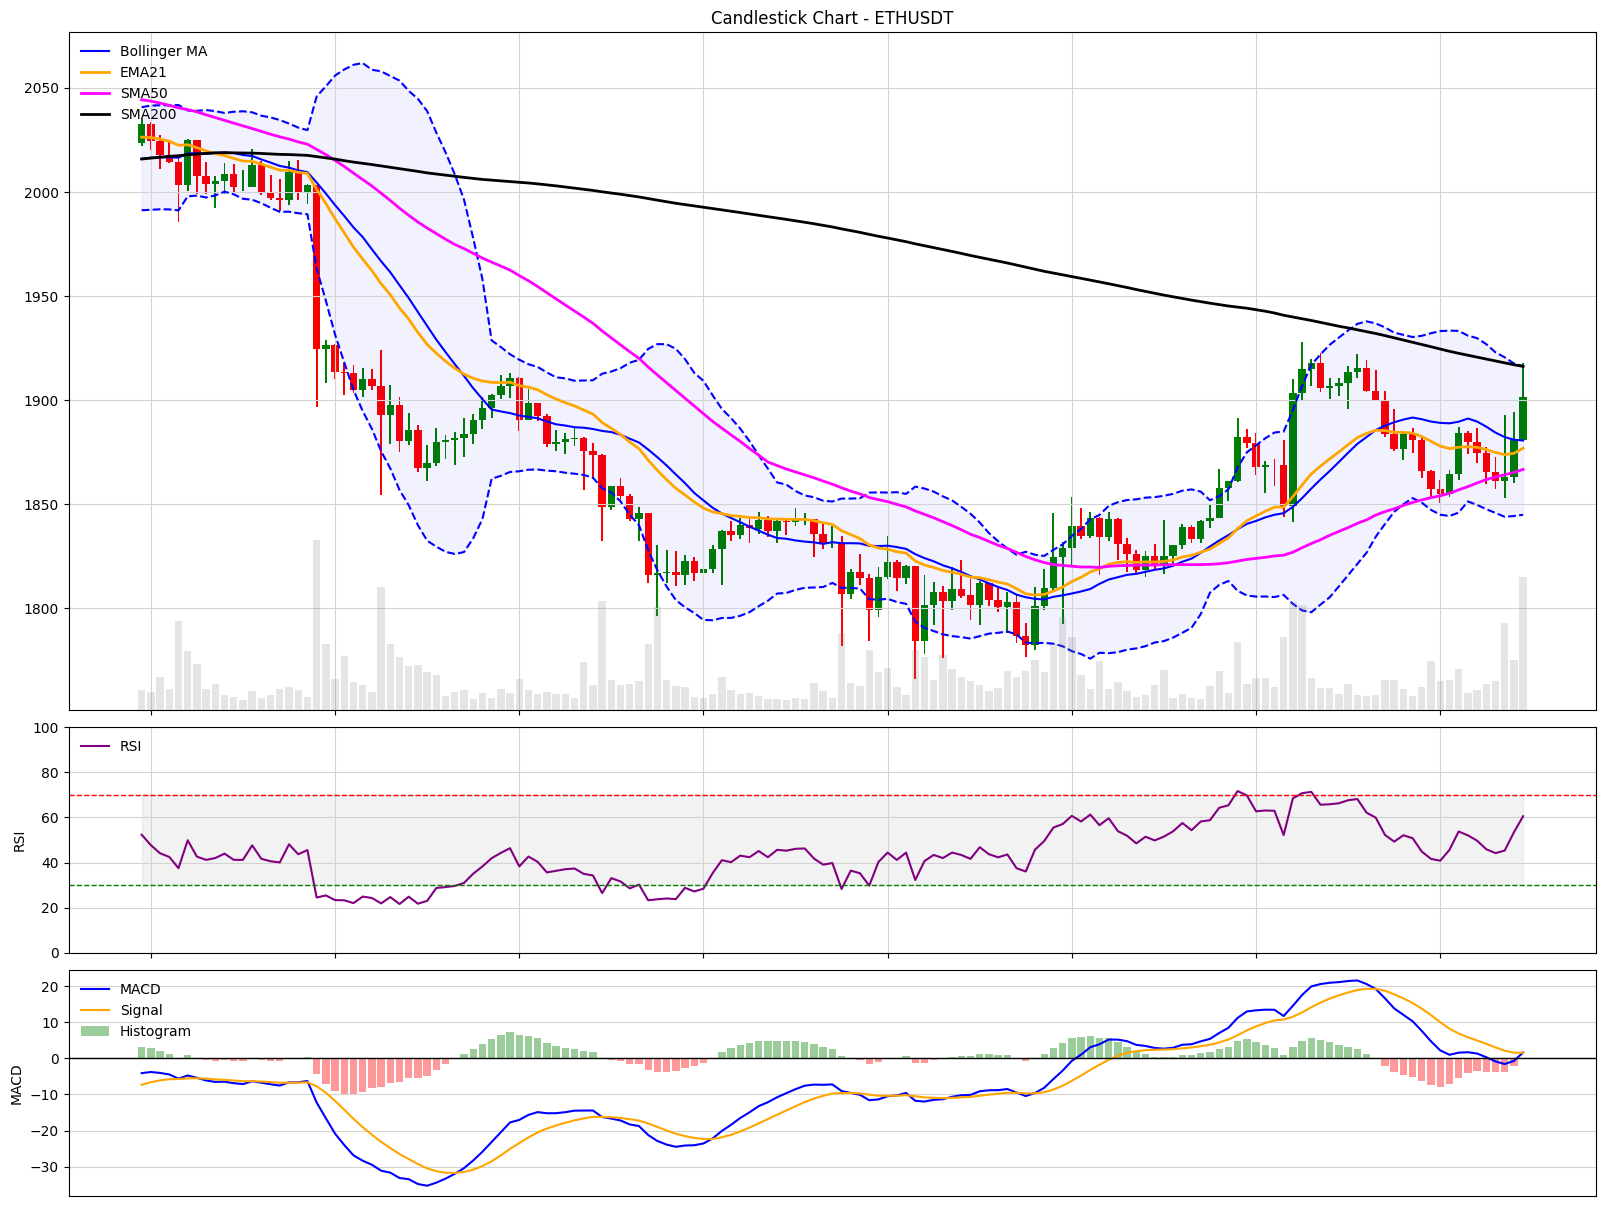 Candlestick Chart - ETHUSDT
Bollinger MA
EMA21
SMA50
SMA200
2050
2000
1950
1900
1850
1800
RSI
100
80
60
40
20
0
RSI
MACD
Signal
Histogram
20
10
0
−10
−20
−30
MACD